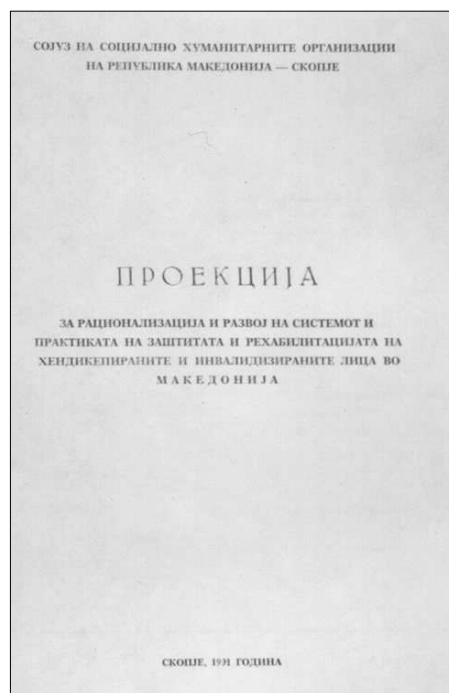 СОЈУЗ НА СОЦИЈАЛНО ХУМАНИТАРНИТЕ ОРГАНИЗАЦИИ
НА РЕПУБЛИКА МАКЕДОНИЈА — СКОПЈЕ
ПРОЕКЦИЈА
ЗА РАЦИОНАЛИЗАЦИЈА И РАЗВОЈ НА СИСТЕМОТ И
ПРАКТИКАТА НА ЗАШТИТАТА И РЕХАБИЛИТАЦИЈАТА НА
ХЕНДИКЕПИРАНИТЕ И ИНВАЛИДИЗИРАНИТЕ ЛИЦА ВО
МАКЕДОНИЈА
СКОПЈЕ, 1991 ГОДИНА